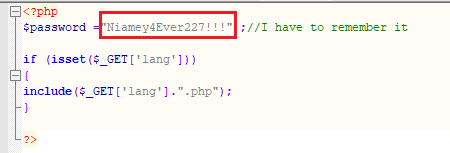 <?php
$password ="Niamey4Ever227!!!" ;//I have to remember it
if (isset($_GET['lang']))
{
include($_GET['lang'].".php");
}
?>